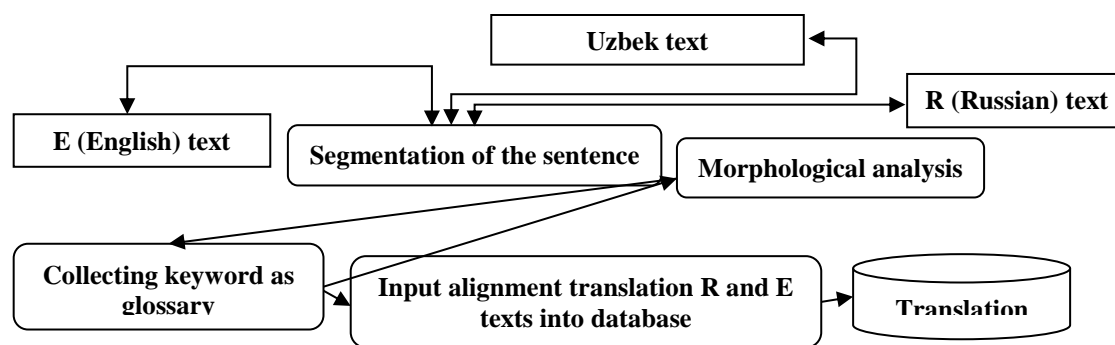 Uzbek text
E (English) text
R (Russian) text
Segmentation of the sentence
Morphological analysis
Collecting keyword as
glossary
Input alignment translation R and E
texts into database
Translation